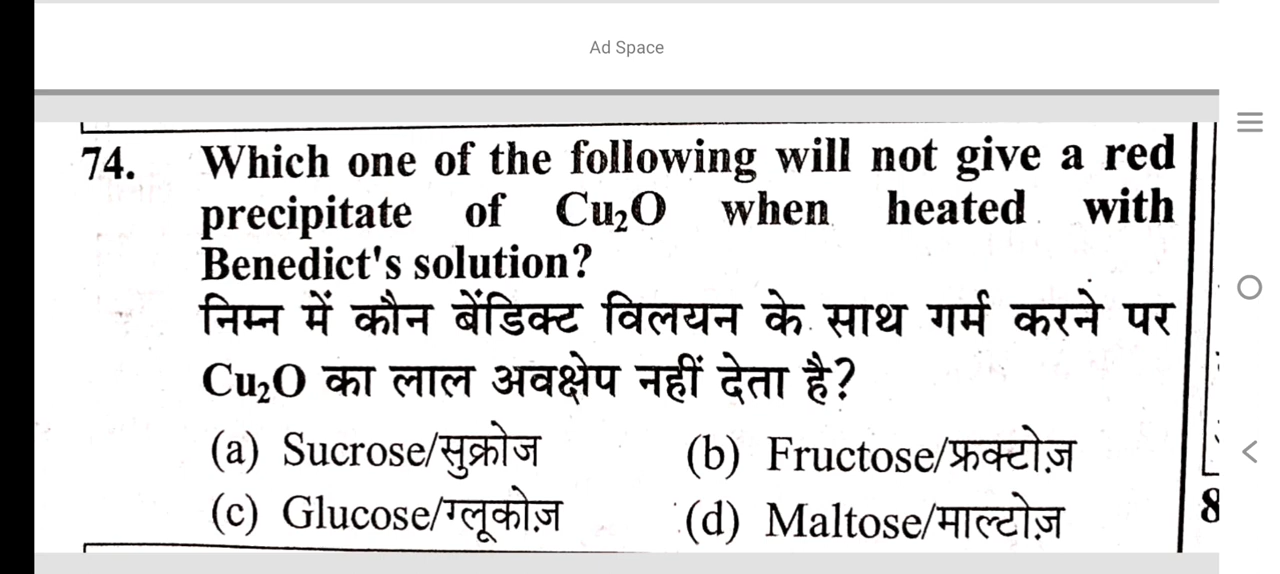 Ad Space
74. Which one of the following will not give a red
precipitate of Cu₂O when heated with
Benedict's solution?
निम्न में कौन बेंडिक्ट विलयन के साथ गर्म करने पर
Cu₂O का लाल अवक्षेप नहीं देता है?
(a) Sucrose/सुक्रोज (b) Fructose/फ्रक्टोज़
(c) Glucose/ग्लूकोज़ (d) Maltose/माल्टोज़
8